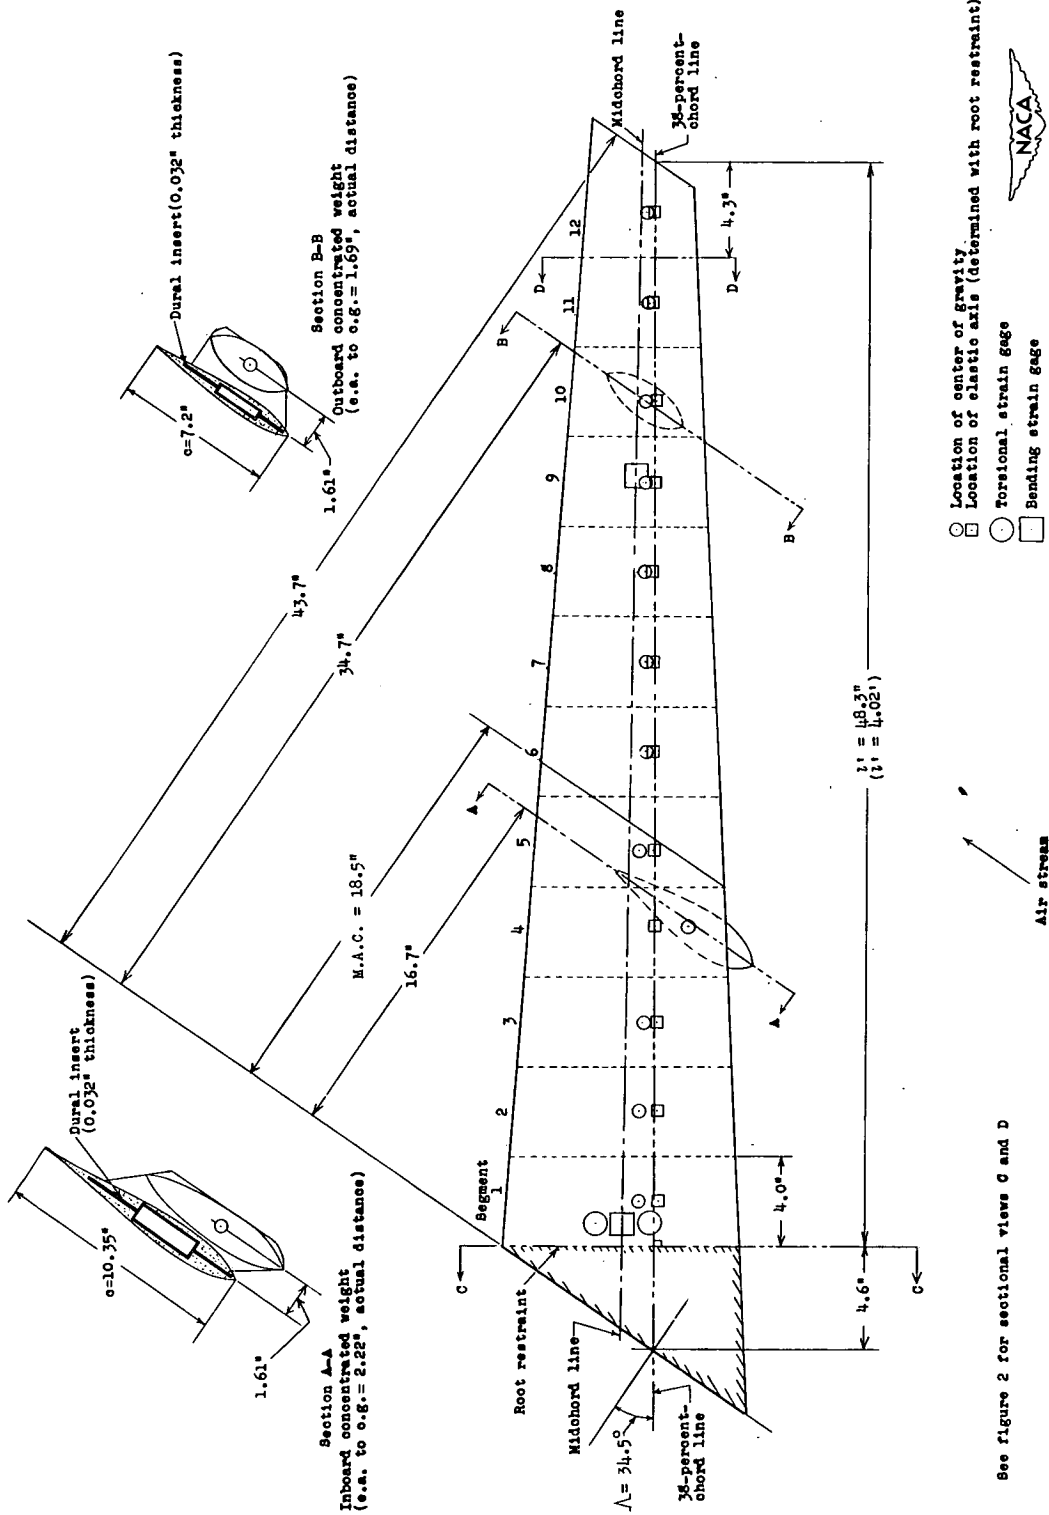 c=10.35"
Dural insert
(0.032" thickness)
1.61"
Section A-A
Inboard concentrated weight
(e.a. to c.g.= 2.22", actual distance)
c=7.2"
Dural insert(0.032" thickness)
1.61"
Section B-B
Outboard concentrated weight
(e.a. to c.g.= 1.69", actual distance)
43.7"
34.7"
M.A.C. = 18.5"
16.7"
Segment
1
2
3
4
5
6
7
8
9
10
11
12
A
A
B
B
C
C
D
D
Root restraint
Midchord line
Λ= 34.5°
38-percent-
chord line
Midchord line
38-percent-
chord line
4.0"
4.3"
4.6"
l' = 48.3"
(l' = 4.02')
Air stream
See figure 2 for sectional views C and D
Location of center of gravity
Location of elastic axis (determined with root restraint)
Torsional strain gage
Bending strain gage
NACA